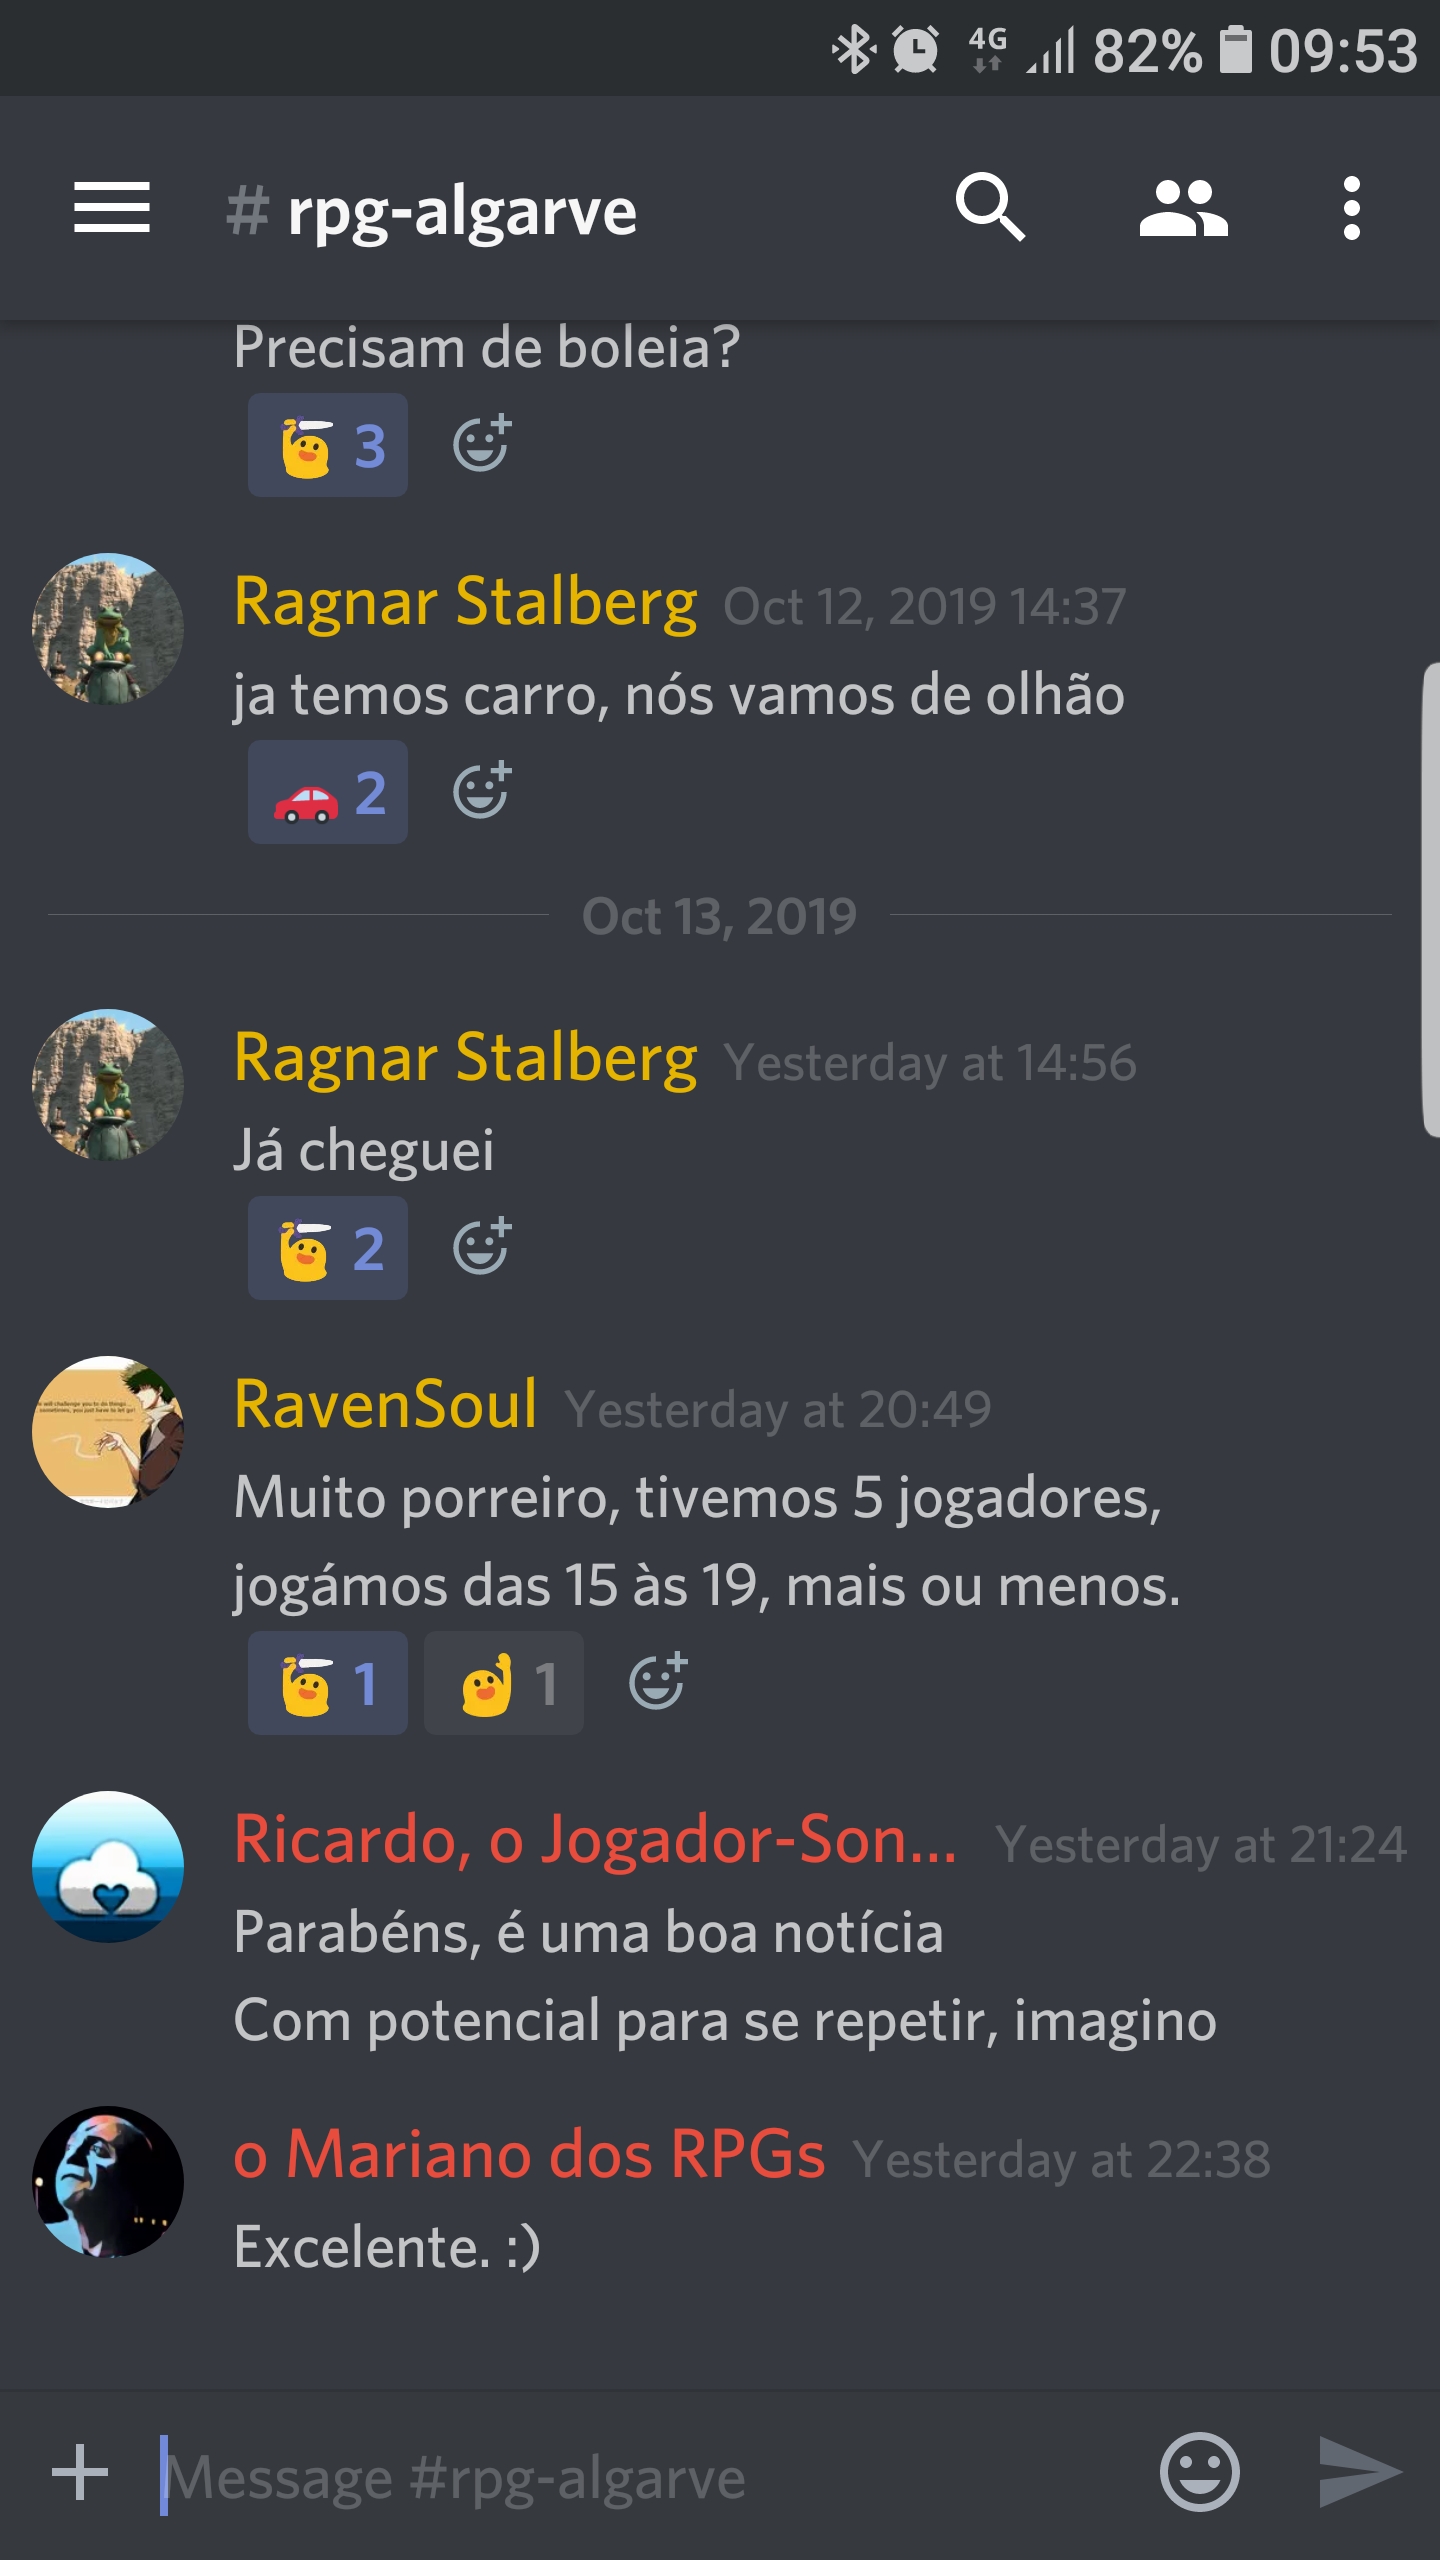 4G 82% 09:53
# rpg-algarve
Precisam de boleia?
3
Ragnar Stalberg Oct 12, 2019 14:37
ja temos carro, nós vamos de olhão
2
Oct 13, 2019
Ragnar Stalberg Yesterday at 14:56
Já cheguei
2
RavenSoul Yesterday at 20:49
Muito porreiro, tivemos 5 jogadores,
jogámos das 15 às 19, mais ou menos.
1 1
Ricardo, o Jogador-Son... Yesterday at 21:24
Parabéns, é uma boa notícia
Com potencial para se repetir, imagino
o Mariano dos RPGs Yesterday at 22:38
Excelente. :)
Message #rpg-algarve